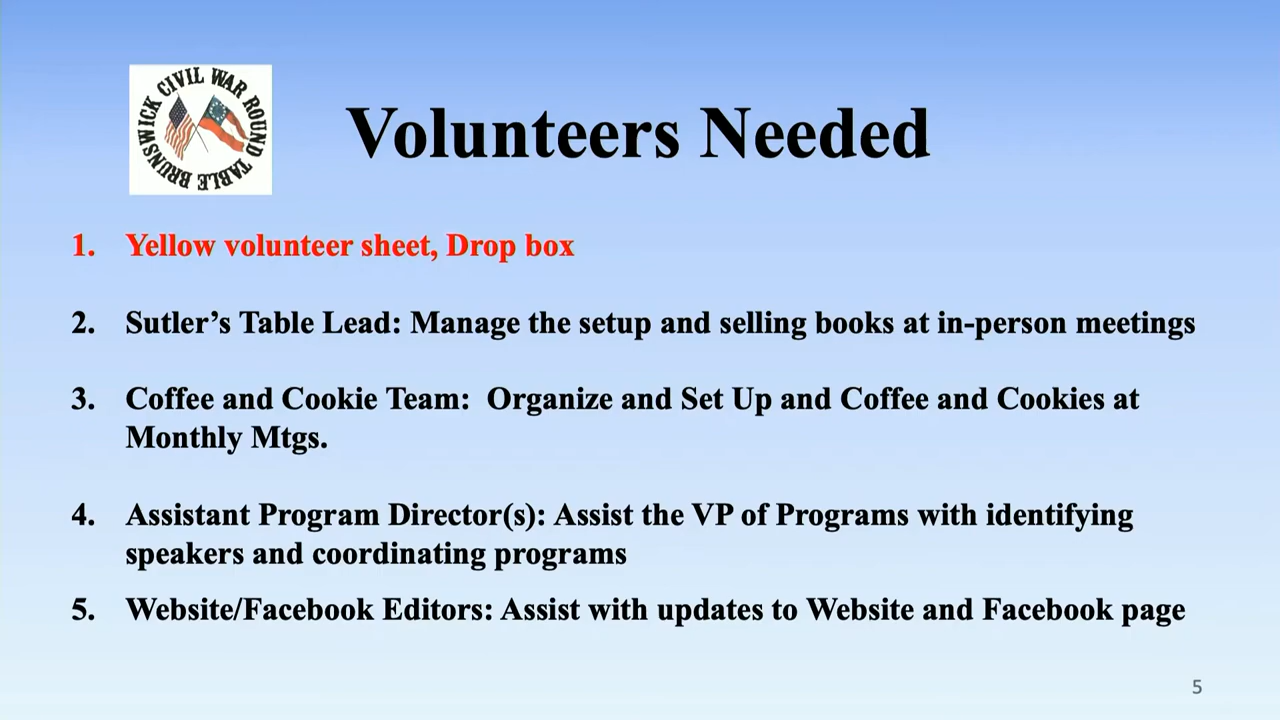 BRUNSWICK CIVIL WAR ROUND TABLE
EST. 2010
Volunteers Needed
1. Yellow volunteer sheet, Drop box
2. Sutler’s Table Lead: Manage the setup and selling books at in-person meetings
3. Coffee and Cookie Team:  Organize and Set Up and Coffee and Cookies at
Monthly Mtgs.
4. Assistant Program Director(s): Assist the VP of Programs with identifying
speakers and coordinating programs
5. Website/Facebook Editors: Assist with updates to Website and Facebook page
5